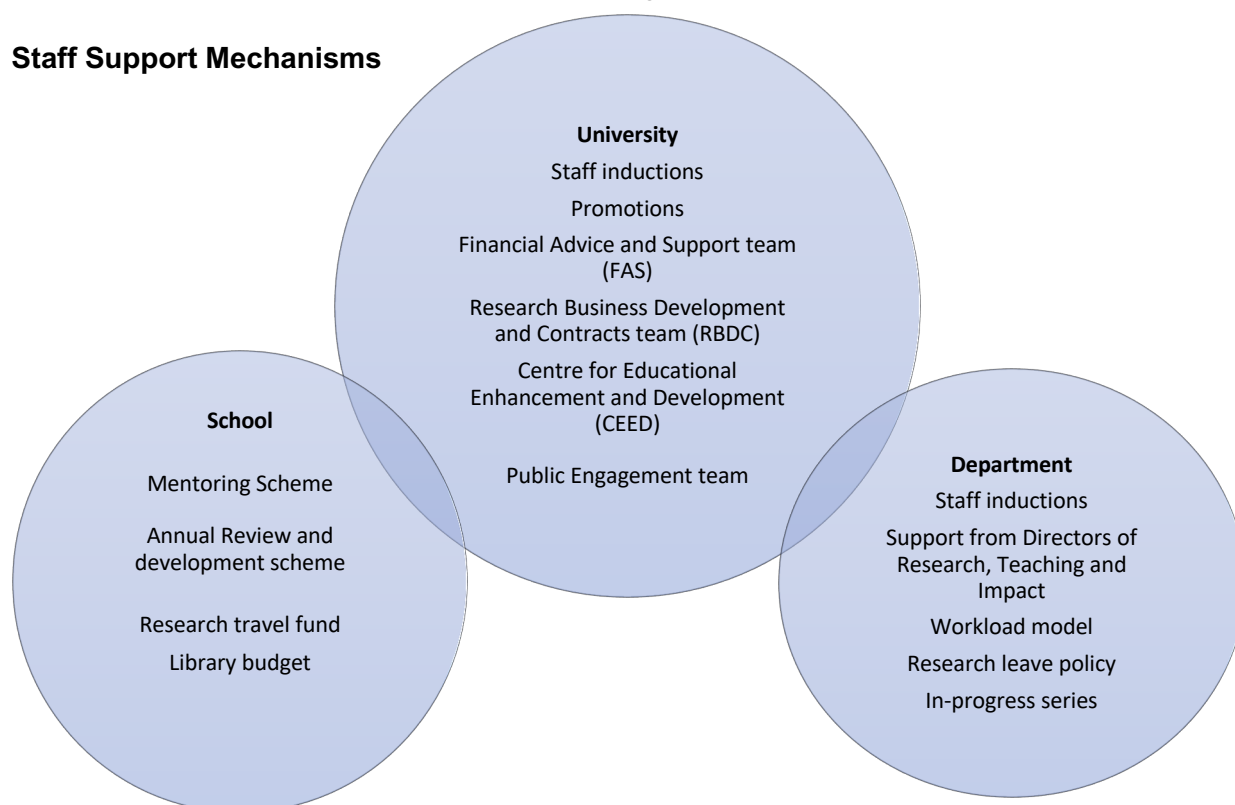 Staff Support Mechanisms
University
Staff inductions
Promotions
Financial Advice and Support team
(FAS)
Research Business Development
and Contracts team (RBDC)
Centre for Educational
Enhancement and Development
(CEED)
Public Engagement team
School
Mentoring Scheme
Annual Review and
development scheme
Research travel fund
Library budget
Department
Staff inductions
Support from Directors of
Research, Teaching and
Impact
Workload model
Research leave policy
In-progress series